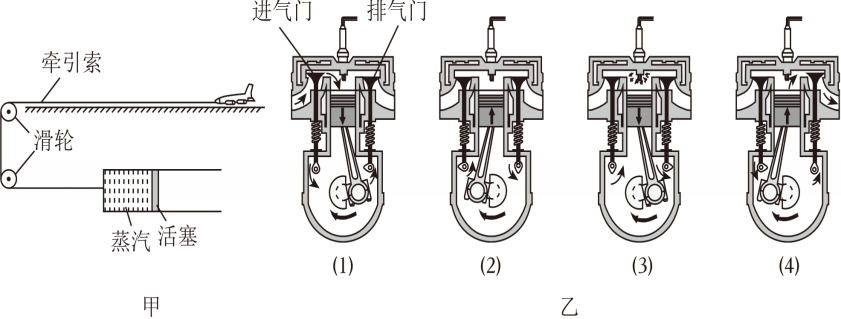 进气门 排气门
牵引索
滑轮
蒸汽 活塞
(1) (2) (3) (4)
甲 乙